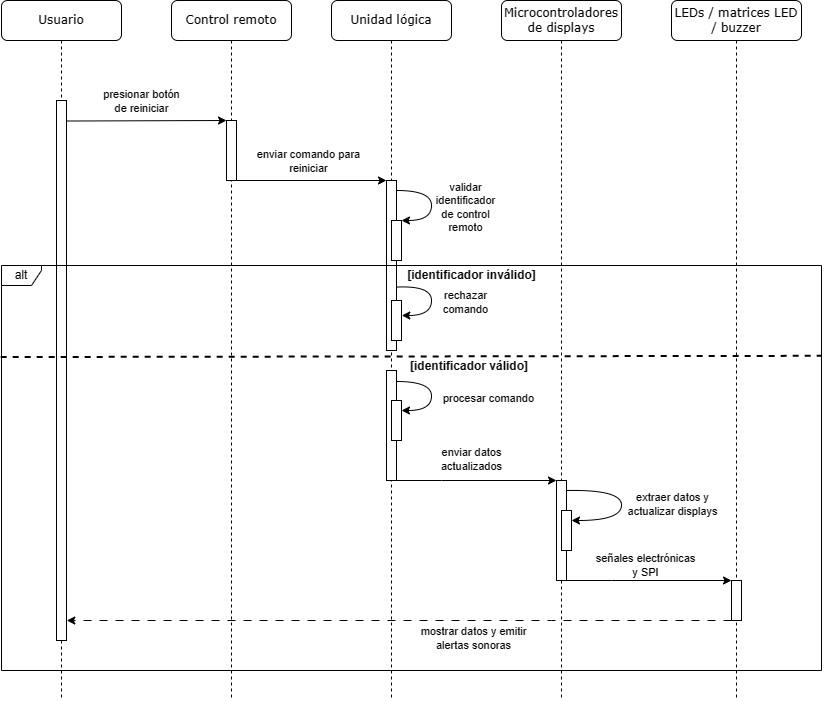 Usuario
Control remoto
Unidad lógica
Microcontroladores
de displays
LEDs / matrices LED
/ buzzer
presionar botón
de reiniciar
enviar comando para
reiniciar
validar
identificador
de control
remoto
alt
[identificador inválido]
rechazar
comando
[identificador válido]
procesar comando
enviar datos
actualizados
extraer datos y
actualizar displays
señales electrónicas
y SPI
mostrar datos y emitir
alertas sonoras